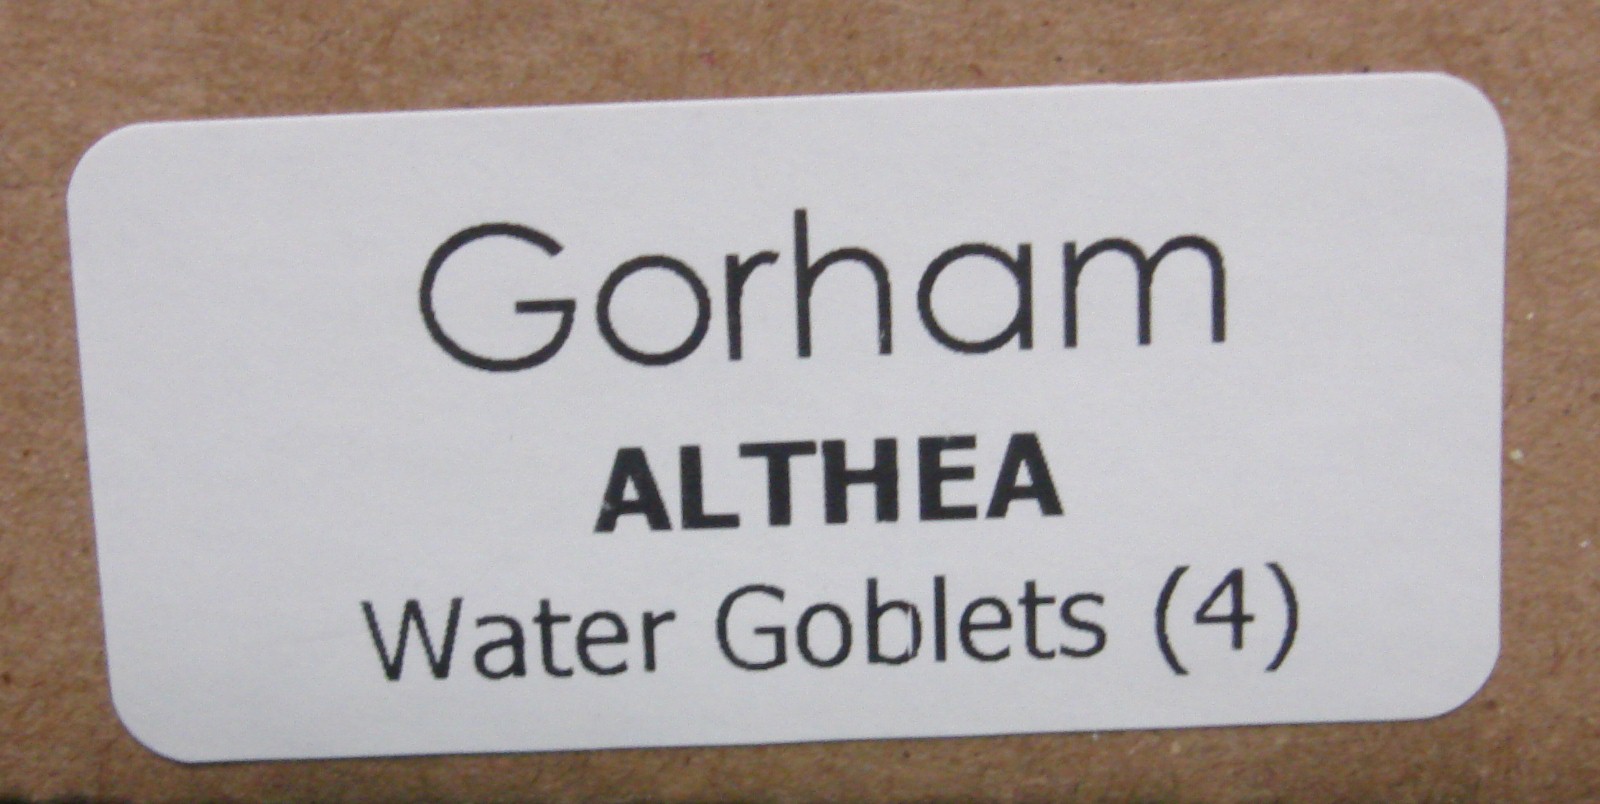 Gorham
ALTHEA
Water Goblets (4)